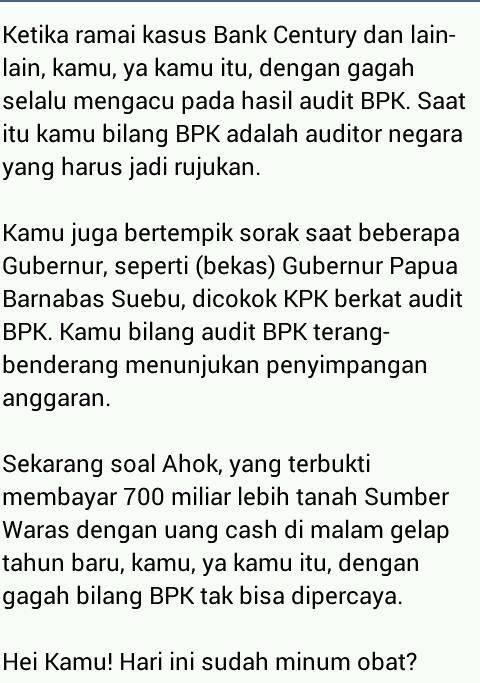 Ketika ramai kasus Bank Century dan lain-
lain, kamu, ya kamu itu, dengan gagah
selalu mengacu pada hasil audit BPK. Saat
itu kamu bilang BPK adalah auditor negara
yang harus jadi rujukan.
Kamu juga bertempik sorak saat beberapa
Gubernur, seperti (bekas) Gubernur Papua
Barnabas Suebu, dicokok KPK berkat audit
BPK. Kamu bilang audit BPK terang-
benderang menunjukan penyimpangan
anggaran.
Sekarang soal Ahok, yang terbukti
membayar 700 miliar lebih tanah Sumber
Waras dengan uang cash di malam gelap
tahun baru, kamu, ya kamu itu, dengan
gagah bilang BPK tak bisa dipercaya.
Hei Kamu! Hari ini sudah minum obat?